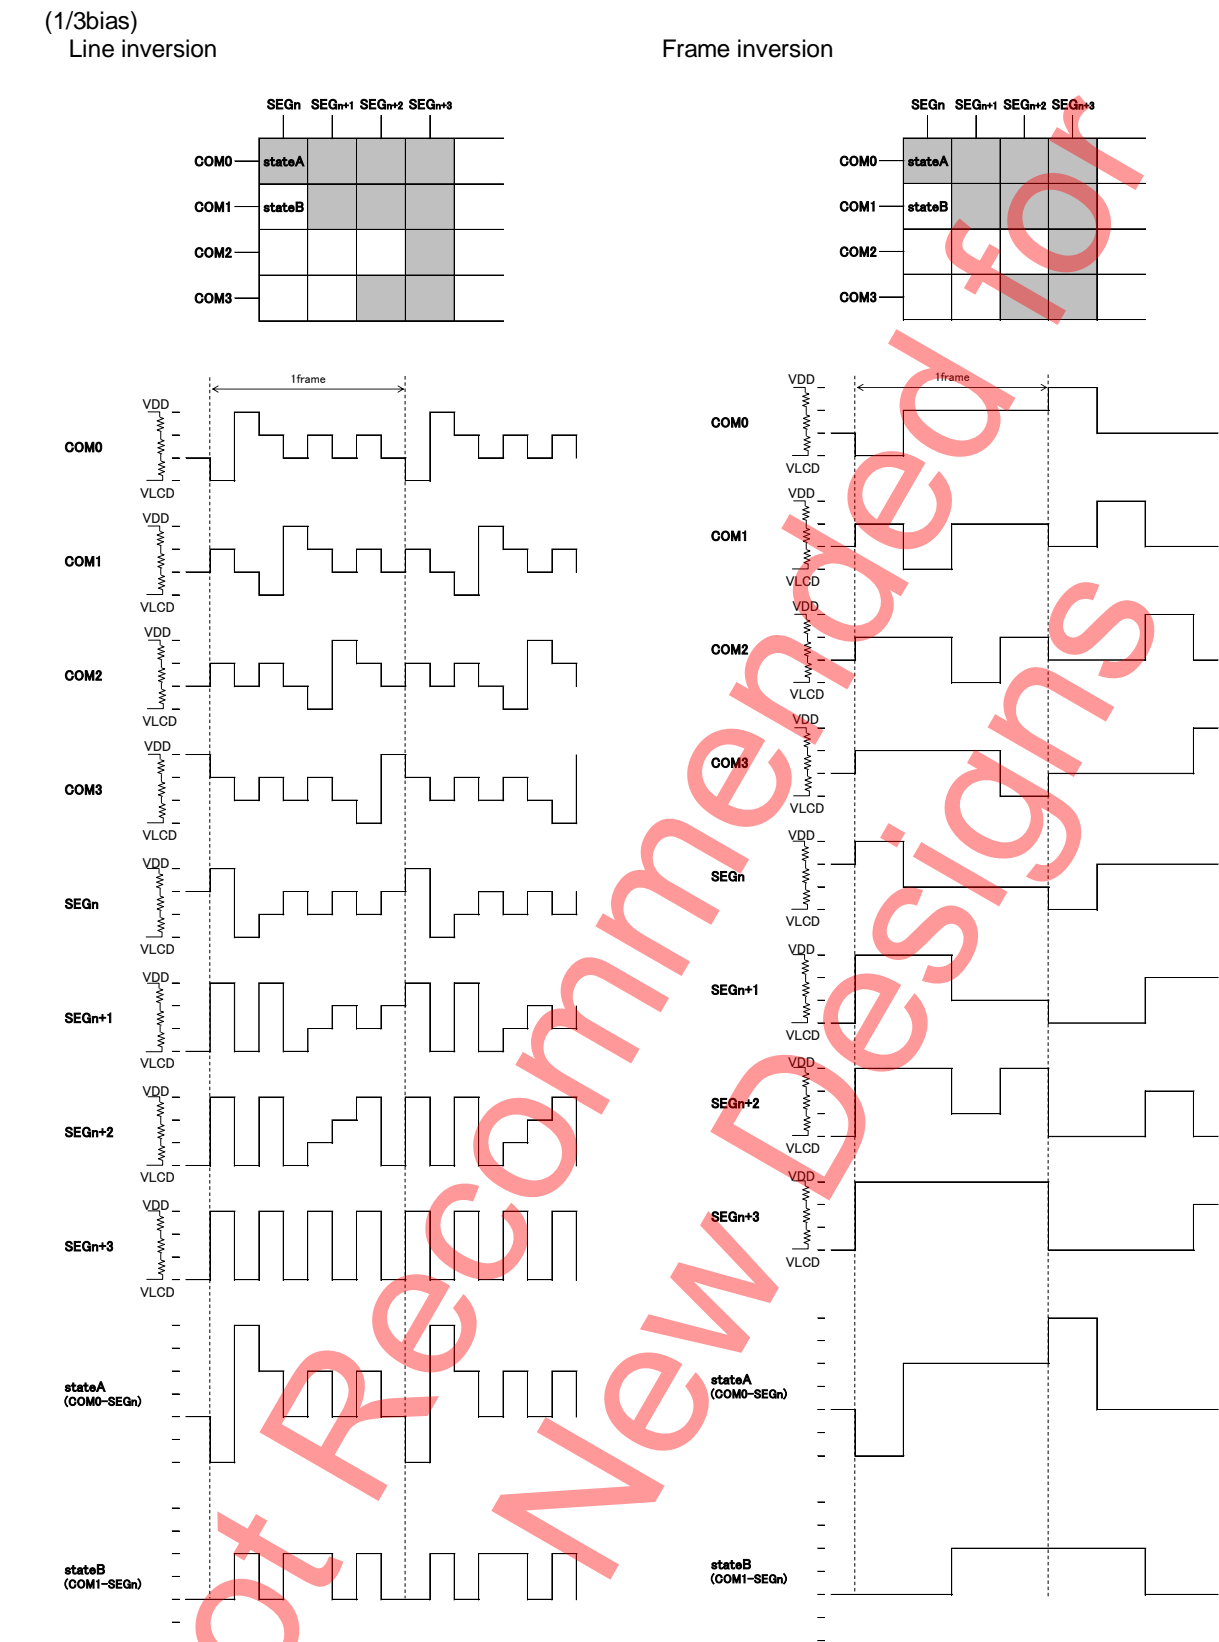 (1/3bias)
Line inversion
SEGn SEGn+1 SEGn+2 SEGn+3
COM0 stateA
COM1 stateB
COM2
COM3
1frame
VDD
COM0
VLCD
VDD
COM1
VLCD
VDD
COM2
VLCD
VDD
COM3
VLCD
VDD
SEGn
VLCD
VDD
SEGn+1
VLCD
VDD
SEGn+2
VLCD
VDD
SEGn+3
VLCD
stateA
(COM0-SEGn)
stateB
(COM1-SEGn)
Frame inversion
SEGn SEGn+1 SEGn+2 SEGn+3
COM0 stateA
COM1 stateB
COM2
COM3
1frame
VDD
COM0
VLCD
VDD
COM1
VLCD
VDD
COM2
VLCD
VDD
COM3
VLCD
VDD
SEGn
VLCD
VDD
SEGn+1
VLCD
VDD
SEGn+2
VLCD
VDD
SEGn+3
VLCD
stateA
(COM0-SEGn)
stateB
(COM1-SEGn)
ot Recommended for
New Designs